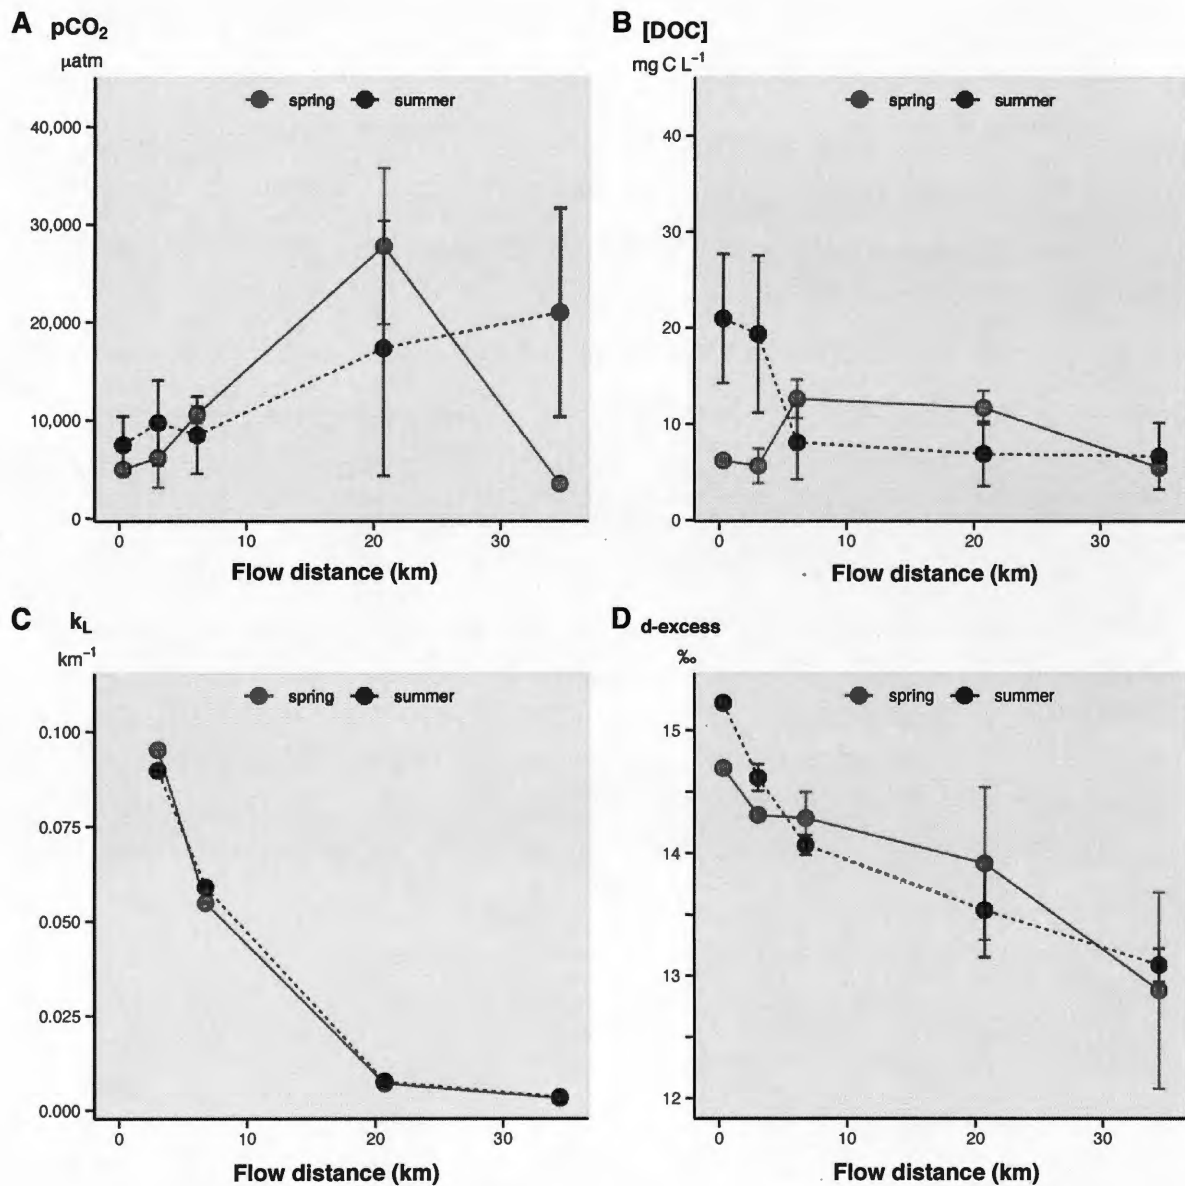 A pCO₂
μatm
spring summer
40,000
30,000
20,000
10,000
0
0 10 20 30
Flow distance (km)
B [DOC]
mg C L⁻¹
spring summer
40
30
20
10
0
0 10 20 30
Flow distance (km)
C k_L
km⁻¹
spring summer
0.100
0.075
0.050
0.025
0.000
0 10 20 30
Flow distance (km)
D d-excess
‰
spring summer
15
14
13
12
0 10 20 30
Flow distance (km)